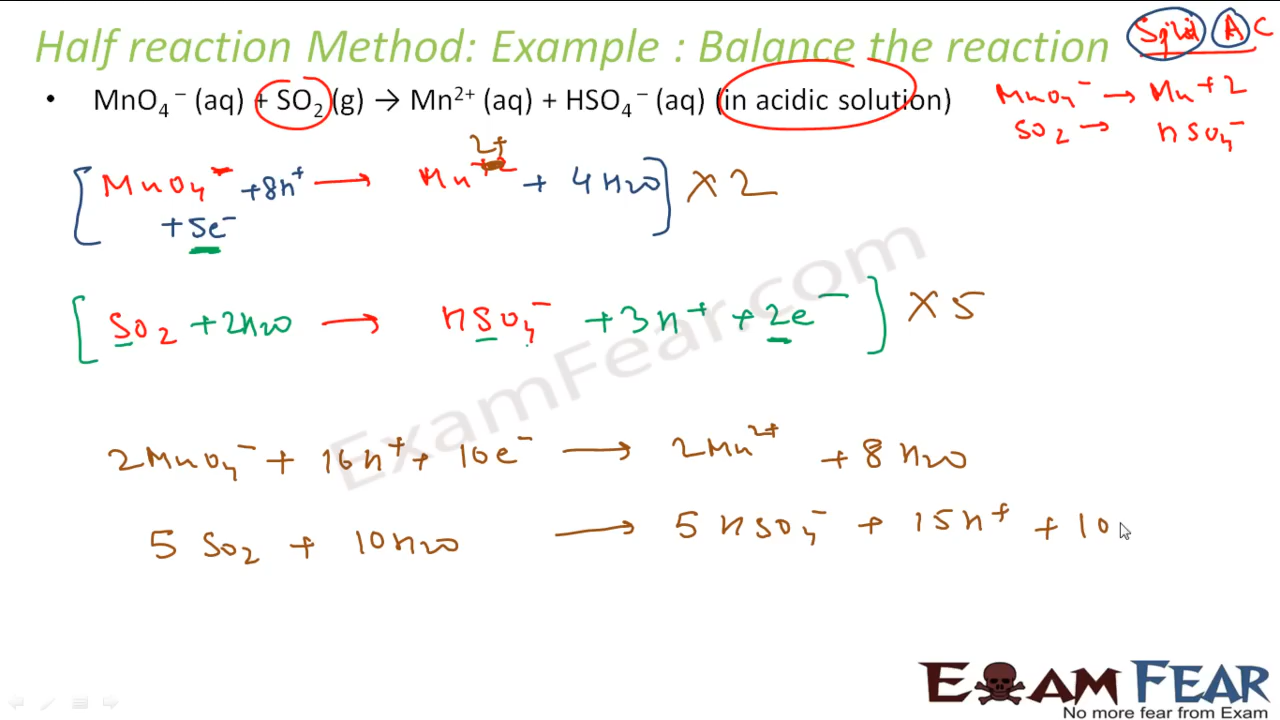 Half reaction Method: Example : Balance the reaction
Split A C
• MnO₄⁻ (aq) + SO₂ (g) → Mn²⁺ (aq) + HSO₄⁻ (aq) (in acidic solution)
MnO₄⁻ → Mn+2
SO₂ → HSO₄⁻
[MnO₄⁻ +8H⁺ → Mn²⁺ + 4H₂O] × 2
+5e⁻
[SO₂ +2H₂O → HSO₄⁻ +3H⁺ +2e⁻] × 5
2MnO₄⁻ + 16H⁺ + 10e⁻ → 2Mn²⁺ + 8H₂O
5 SO₂ + 10H₂O → 5 HSO₄⁻ + 15H⁺ + 10
ExamFear.com
EXAM FEAR
No more fear from Exam